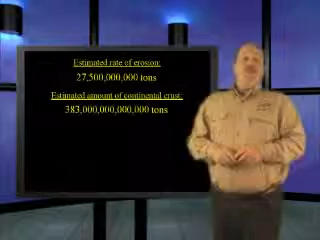 Estimated rate of erosion:
27,500,000,000 tons
Estimated amount of continental crust:
383,000,000,000,000 tons